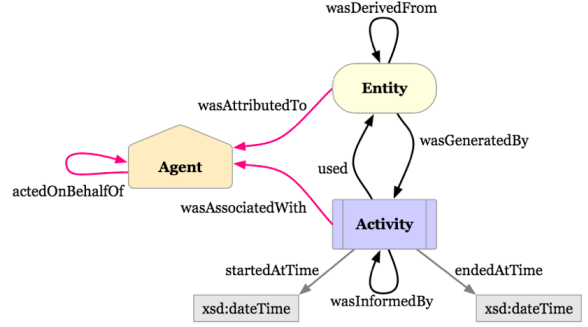 wasDerivedFrom
Entity
wasAttributedTo
wasGeneratedBy
used
Agent
actedOnBehalfOf
wasAssociatedWith
Activity
startedAtTime
endedAtTime
wasInformedBy
xsd:dateTime
xsd:dateTime